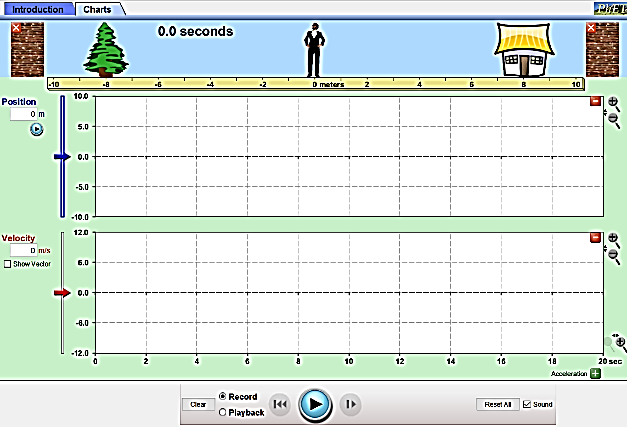 Introduction
Charts
PhET
0.0 seconds
-10 -8 -6 -4 -2 0 meters 2 4 6 8 10
Position
0 m
10.0
5.0
0.0
-5.0
-10.0
Velocity
0 m/s
Show Vector
12.0
6.0
0.0
-6.0
-12.0
0 2 4 6 8 10 12 14 16 18 20 sec
Acceleration
Clear
Record
Playback
Reset All
Sound